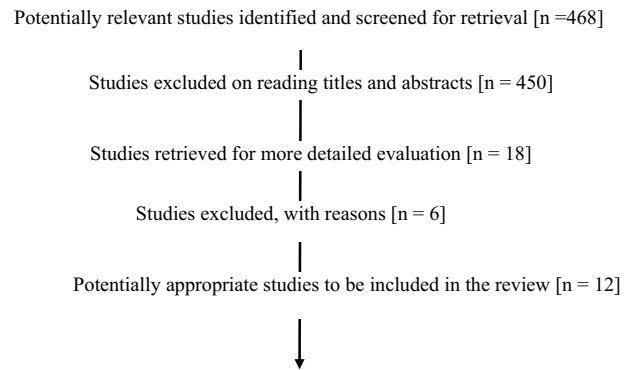 Potentially relevant studies identified and screened for retrieval [n =468]
Studies excluded on reading titles and abstracts [n = 450]
Studies retrieved for more detailed evaluation [n = 18]
Studies excluded, with reasons [n = 6]
Potentially appropriate studies to be included in the review [n = 12]